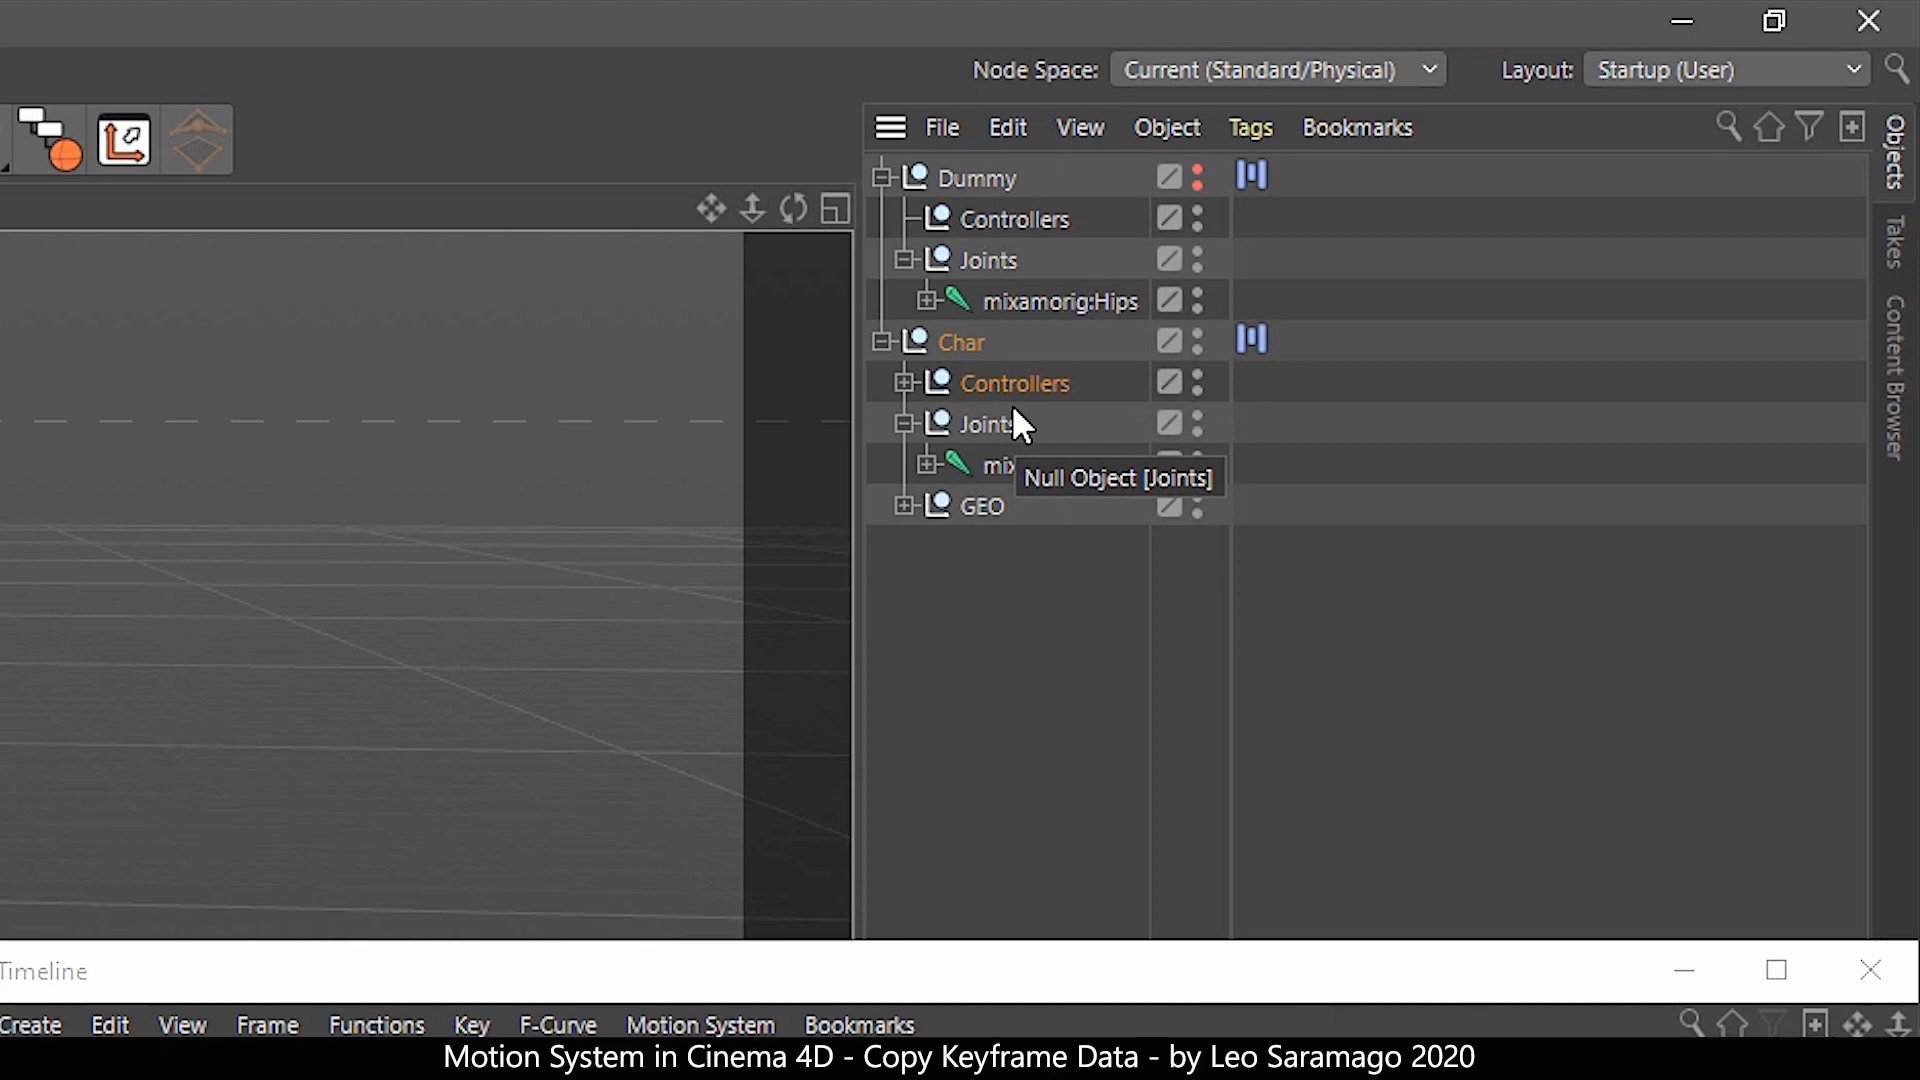 Node Space: Current (Standard/Physical) Layout: Startup (User)
File Edit View Object Tags Bookmarks
Objects
Takes
Content Browser
Dummy
Controllers
Joints
mixamorig:Hips
Char
Controllers
Joints
mix
Null Object [Joints]
GEO
Timeline
Create Edit View Frame Functions Key F-Curve Motion System Bookmarks
Motion System in Cinema 4D - Copy Keyframe Data - by Leo Saramago 2020